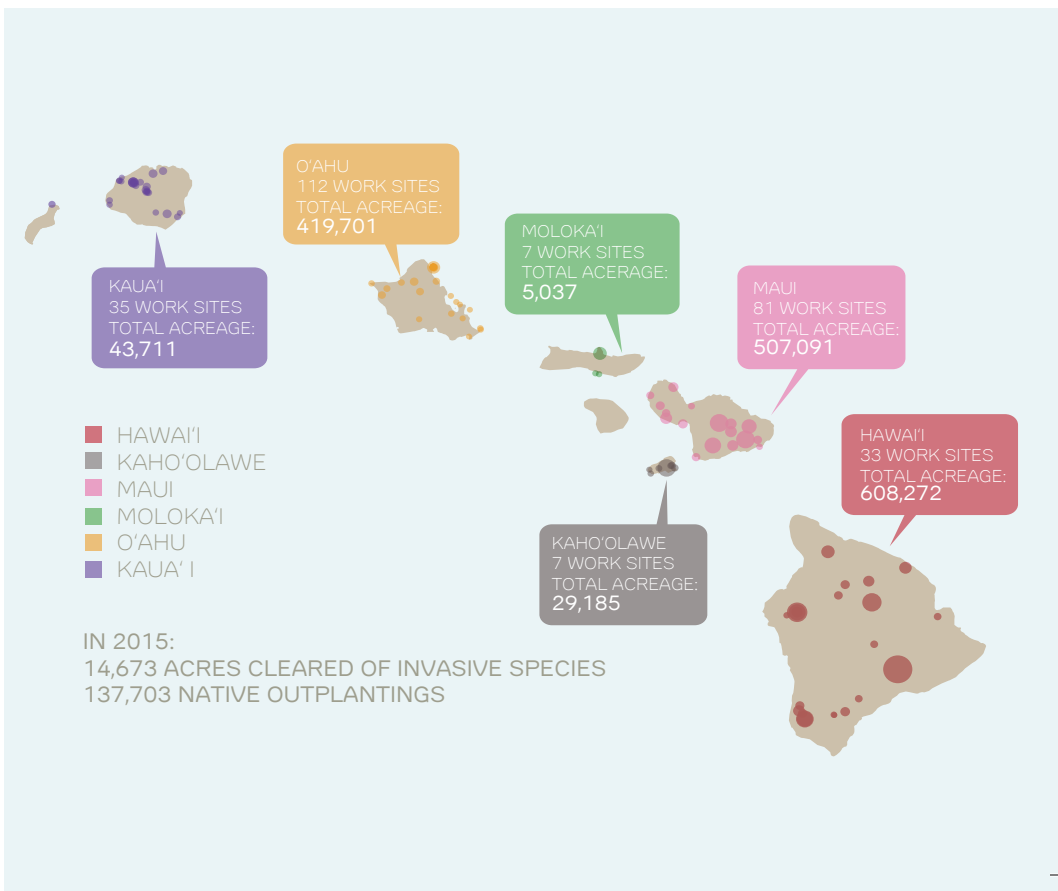 O'AHU
112 WORK SITES
TOTAL ACREAGE:
419,701
MOLOKA'I
7 WORK SITES
TOTAL ACERAGE:
5,037
KAUA'I
35 WORK SITES
TOTAL ACREAGE:
43,711
MAUI
81 WORK SITES
TOTAL ACREAGE:
507,091
HAWAI'I
33 WORK SITES
TOTAL ACREAGE:
608,272
KAHO'OLAWE
7 WORK SITES
TOTAL ACREAGE:
29,185
HAWAI'I
KAHO'OLAWE
MAUI
MOLOKA'I
O'AHU
KAUA' I
IN 2015:
14,673 ACRES CLEARED OF INVASIVE SPECIES
137,703 NATIVE OUTPLANTINGS